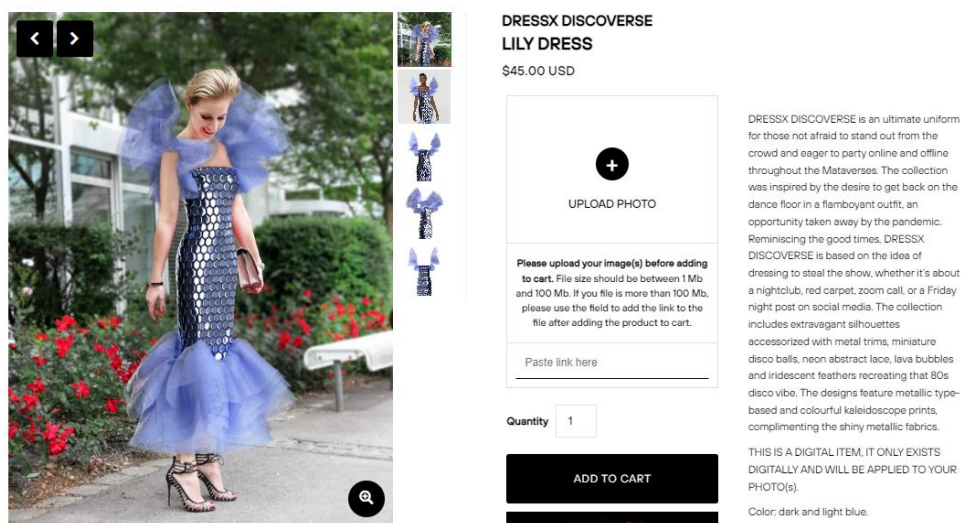 DRESSX DISCOVERSE
LILY DRESS
$45.00 USD
UPLOAD PHOTO
Please upload your image(s) before adding
to cart. File size should be between 1 Mb
and 100 Mb. If you file is more than 100 Mb,
please use the field to add the link to the
file after adding the product to cart.
Paste link here
Quantity 1
ADD TO CART
DRESSX DISCOVERSE is an ultimate uniform
for those not afraid to stand out from the
crowd and eager to party online and offline
throughout the Mataverses. The collection
was inspired by the desire to get back on the
dance floor in a flamboyant outfit, an
opportunity taken away by the pandemic.
Reminiscing the good times, DRESSX
DISCOVERSE is based on the idea of
dressing to steal the show, whether it's about
a nightclub, red carpet, zoom call, or a Friday
night post on social media. The collection
includes extravagant silhouettes
accessorized with metal trims, miniature
disco balls, neon abstract lace, lava bubbles
and iridescent feathers recreating that 80s
disco vibe. The designs feature metallic type-
based and colourful kaleidoscope prints,
complimenting the shiny metallic fabrics.
THIS IS A DIGITAL ITEM, IT ONLY EXISTS
DIGITALLY AND WILL BE APPLIED TO YOUR
PHOTO(s).
Color: dark and light blue.